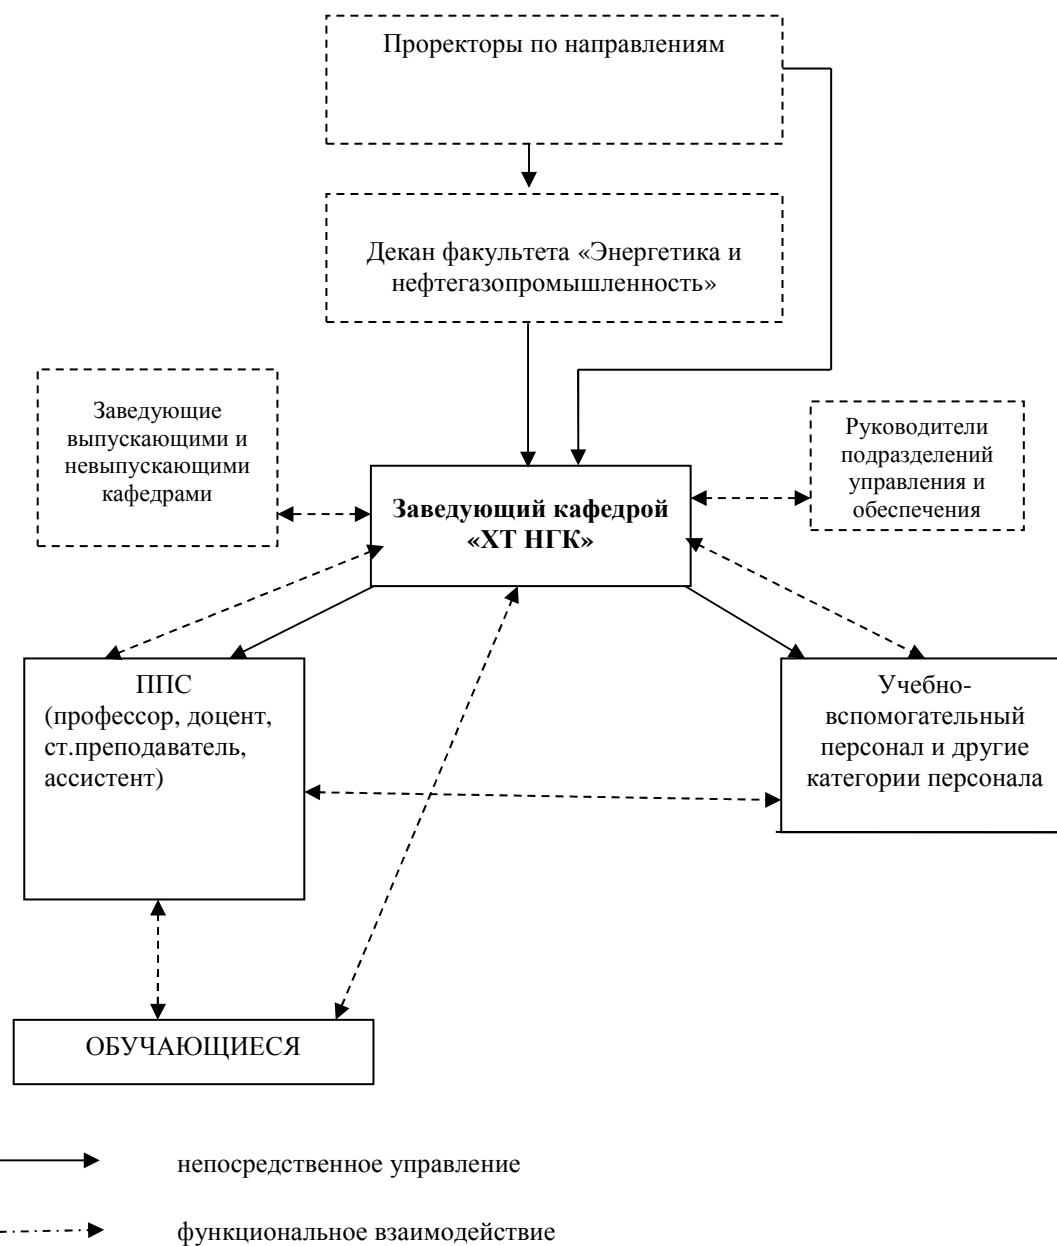 Проректоры по направлениям
Декан факультета «Энергетика и
нефтегазопромышленность»
Заведующие
выпускающими и
невыпускающими
кафедрами
Руководители
подразделений
управления и
обеспечения
Заведующий кафедрой
«ХТ НГК»
ППС
(профессор, доцент,
ст.преподаватель,
ассистент)
Учебно-
вспомогательный
персонал и другие
категории персонала
ОБУЧАЮЩИЕСЯ
непосредственное управление
функциональное взаимодействие